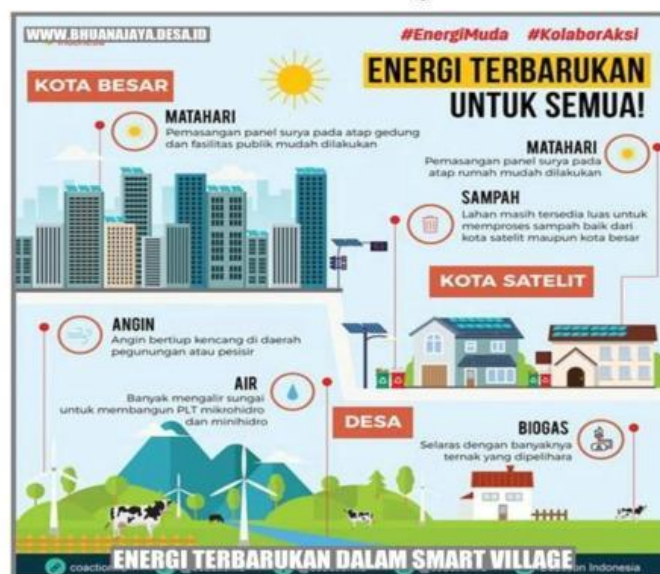 WWW.BHUANAJAYA.DESA.ID
#EnergiMuda #KolaborAksi
ENERGI TERBARUKAN
UNTUK SEMUA!
KOTA BESAR
MATAHARI
Pemasangan panel surya pada atap gedung
dan fasilitas publik mudah dilakukan
MATAHARI
Pemasangan panel surya pada
atap rumah mudah dilakukan
SAMPAH
Lahan masih tersedia luas untuk
memproses sampah baik dari
kota satelit maupun kota besar
KOTA SATELIT
ANGIN
Angin bertiup kencang di daerah
pegunungan atau pesisir
AIR
Banyak mengalir sungai
untuk membangun PLT mikrohidro
dan minihidro
DESA
BIOGAS
Selaras dengan banyaknya
ternak yang dipelihara
ENERGI TERBARUKAN DALAM SMART VILLAGE
Indonesia